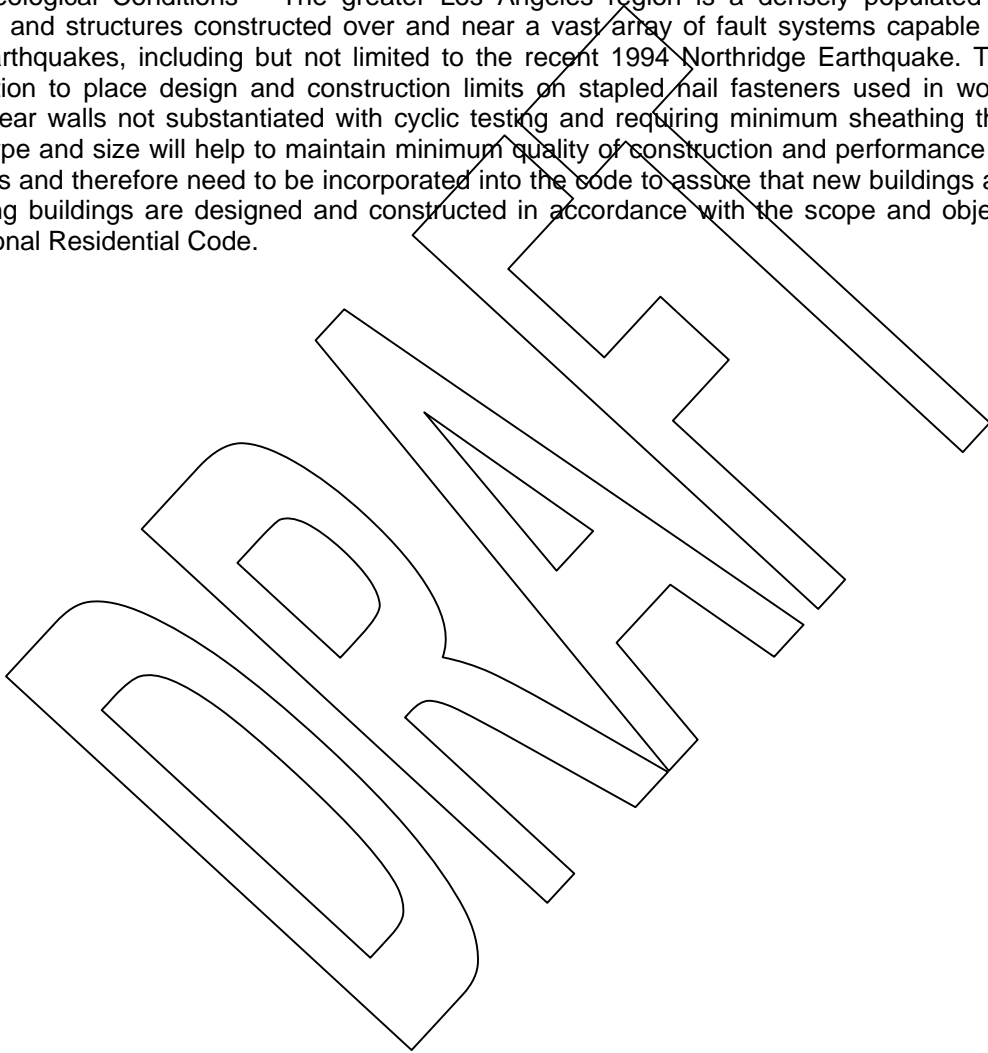 eological Conditions – The greater Los Angeles region is a densely populated
and structures constructed over and near a vast array of fault systems capable
arthquakes, including but not limited to the recent 1994 Northridge Earthquake. T
tion to place design and construction limits on stapled nail fasteners used in wo
ear walls not substantiated with cyclic testing and requiring minimum sheathing th
ype and size will help to maintain minimum quality of construction and performance
s and therefore need to be incorporated into the code to assure that new buildings a
ng buildings are designed and constructed in accordance with the scope and obje
onal Residential Code.
DRAFT